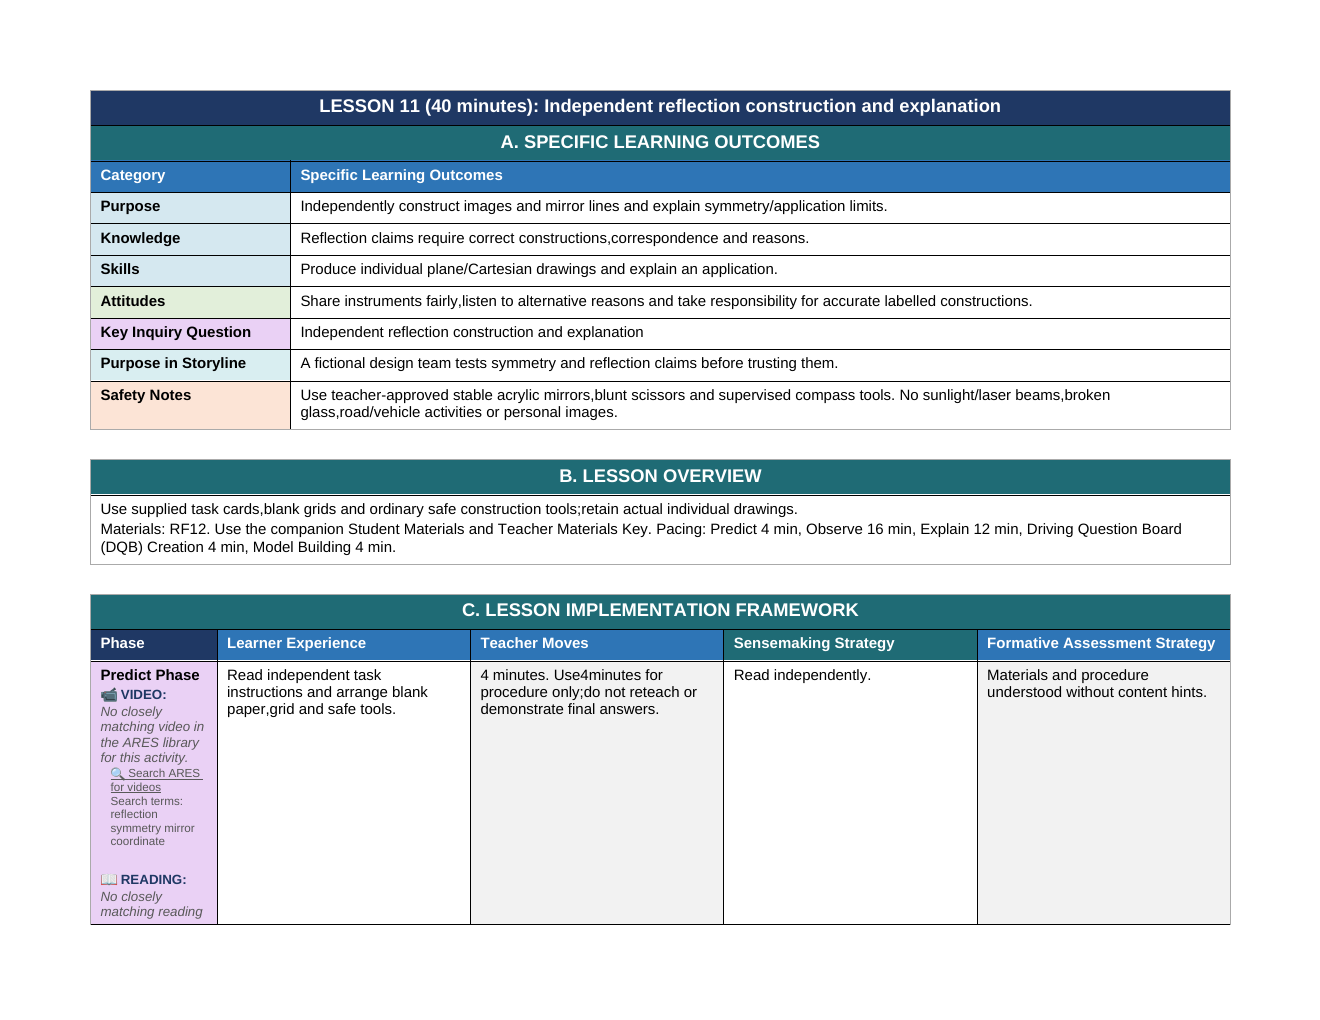 LESSON 11 (40 minutes): Independent reflection construction and explanation
A. SPECIFIC LEARNING OUTCOMES
Category
Specific Learning Outcomes
Purpose
Independently construct images and mirror lines and explain symmetry/application limits.
Knowledge
Reflection claims require correct constructions,correspondence and reasons.
Skills
Produce individual plane/Cartesian drawings and explain an application.
Attitudes
Share instruments fairly,listen to alternative reasons and take responsibility for accurate labelled constructions.
Key Inquiry Question
Independent reflection construction and explanation
Purpose in Storyline
A fictional design team tests symmetry and reflection claims before trusting them.
Safety Notes
Use teacher-approved stable acrylic mirrors,blunt scissors and supervised compass tools. No sunlight/laser beams,broken
glass,road/vehicle activities or personal images.
B. LESSON OVERVIEW
Use supplied task cards,blank grids and ordinary safe construction tools;retain actual individual drawings.
Materials: RF12. Use the companion Student Materials and Teacher Materials Key. Pacing: Predict 4 min, Observe 16 min, Explain 12 min, Driving Question Board
(DQB) Creation 4 min, Model Building 4 min.
C. LESSON IMPLEMENTATION FRAMEWORK
Phase
Learner Experience
Teacher Moves
Sensemaking Strategy
Formative Assessment Strategy
Predict Phase
📹 VIDEO:
No closely
matching video in
the ARES library
for this activity.
🔍 Search ARES
for videos
Search terms:
reflection
symmetry mirror
coordinate
📖 READING:
No closely
matching reading
Read independent task
instructions and arrange blank
paper,grid and safe tools.
4 minutes. Use4minutes for
procedure only;do not reteach or
demonstrate final answers.
Read independently.
Materials and procedure
understood without content hints.